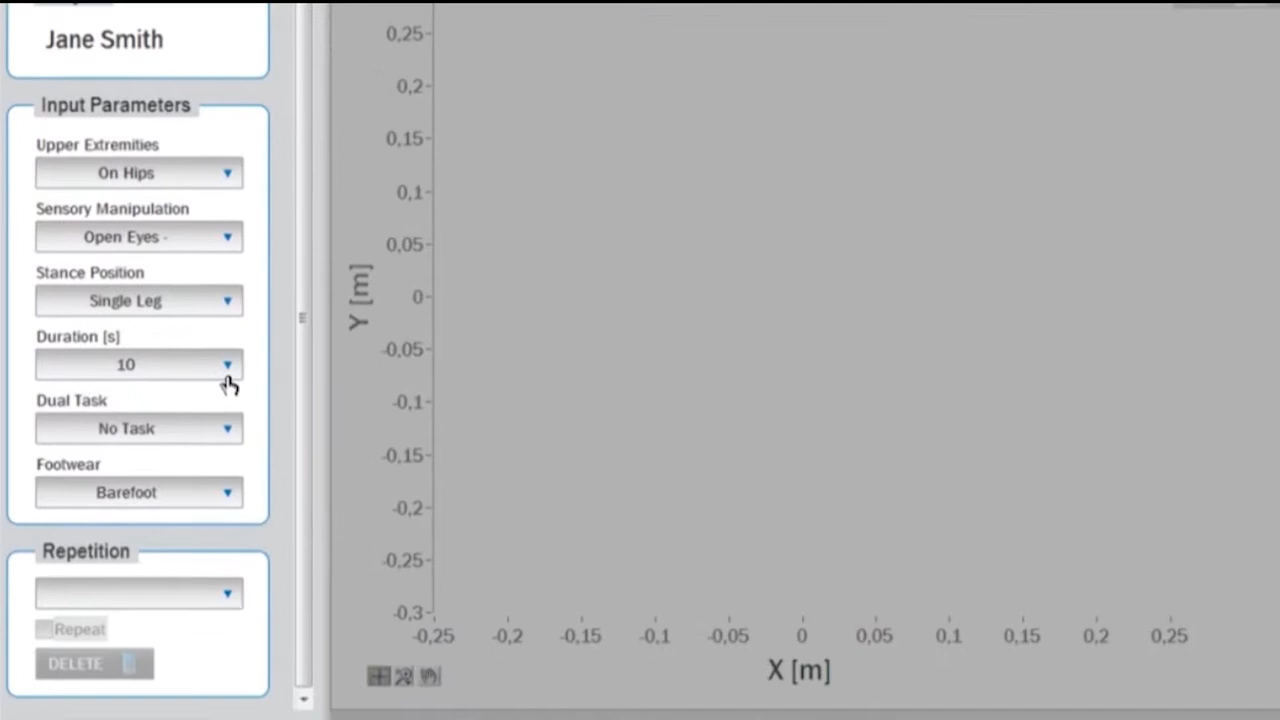 Jane Smith
Input Parameters
Upper Extremities
On Hips
Sensory Manipulation
Open Eyes -
Stance Position
Single Leg
Duration [s]
10
Dual Task
No Task
Footwear
Barefoot
Repetition
Repeat
DELETE
0,25
0,2
0,15
0,1
0,05
0
-0,05
-0,1
-0,15
-0,2
-0,25
-0,3
Y [m]
-0,25 -0,2 -0,15 -0,1 -0,05 0 0,05 0,1 0,15 0,2 0,25
X [m]